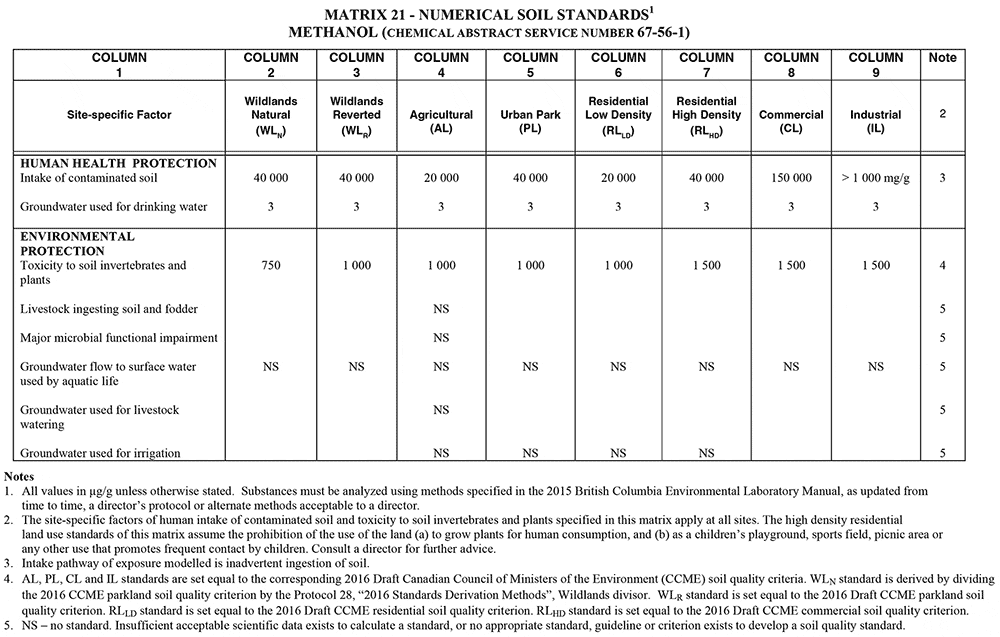 MATRIX 21 - NUMERICAL SOIL STANDARDS¹
METHANOL (CHEMICAL ABSTRACT SERVICE NUMBER 67-56-1)
COLUMN 1 COLUMN 2 COLUMN 3 COLUMN 4 COLUMN 5 COLUMN 6 COLUMN 7 COLUMN 8 COLUMN 9 Note
Site-specific Factor Wildlands Natural (WLN) Wildlands Reverted (WLR) Agricultural (AL) Urban Park (PL) Residential Low Density (RLLD) Residential High Density (RLHD) Commercial (CL) Industrial (IL) 2
HUMAN HEALTH PROTECTION
Intake of contaminated soil 40 000 40 000 20 000 40 000 20 000 40 000 150 000 > 1 000 mg/g 3
Groundwater used for drinking water 3 3 3 3 3 3 3 3
ENVIRONMENTAL
PROTECTION
Toxicity to soil invertebrates and 750 1 000 1 000 1 000 1 000 1 500 1 500 1 500 4
plants
Livestock ingesting soil and fodder NS 5
Major microbial functional impairment NS 5
Groundwater flow to surface water NS NS NS NS NS NS NS NS 5
used by aquatic life
Groundwater used for livestock NS 5
watering
Groundwater used for irrigation NS NS NS NS 5
Notes
1. All values in µg/g unless otherwise stated. Substances must be analyzed using methods specified in the 2015 British Columbia Environmental Laboratory Manual, as updated from
time to time, a director's protocol or alternate methods acceptable to a director.
2. The site-specific factors of human intake of contaminated soil and toxicity to soil invertebrates and plants specified in this matrix apply at all sites. The high density residential
land use standards of this matrix assume the prohibition of the use of the land (a) to grow plants for human consumption, and (b) as a children's playground, sports field, picnic area or
any other use that promotes frequent contact by children. Consult a director for further advice.
3. Intake pathway of exposure modelled is inadvertent ingestion of soil.
4. AL, PL, CL and IL standards are set equal to the corresponding 2016 Draft Canadian Council of Ministers of the Environment (CCME) soil quality criteria. WLN standard is derived by dividing
the 2016 CCME parkland soil quality criterion by the Protocol 28, "2016 Standards Derivation Methods", Wildlands divisor. WLR standard is set equal to the 2016 Draft CCME parkland soil
quality criterion. RLLD standard is set equal to the 2016 Draft CCME residential soil quality criterion. RLHD standard is set equal to the 2016 Draft CCME commercial soil quality criterion.
5. NS – no standard. Insufficient acceptable scientific data exists to calculate a standard, or no appropriate standard, guideline or criterion exists to develop a soil quality standard.